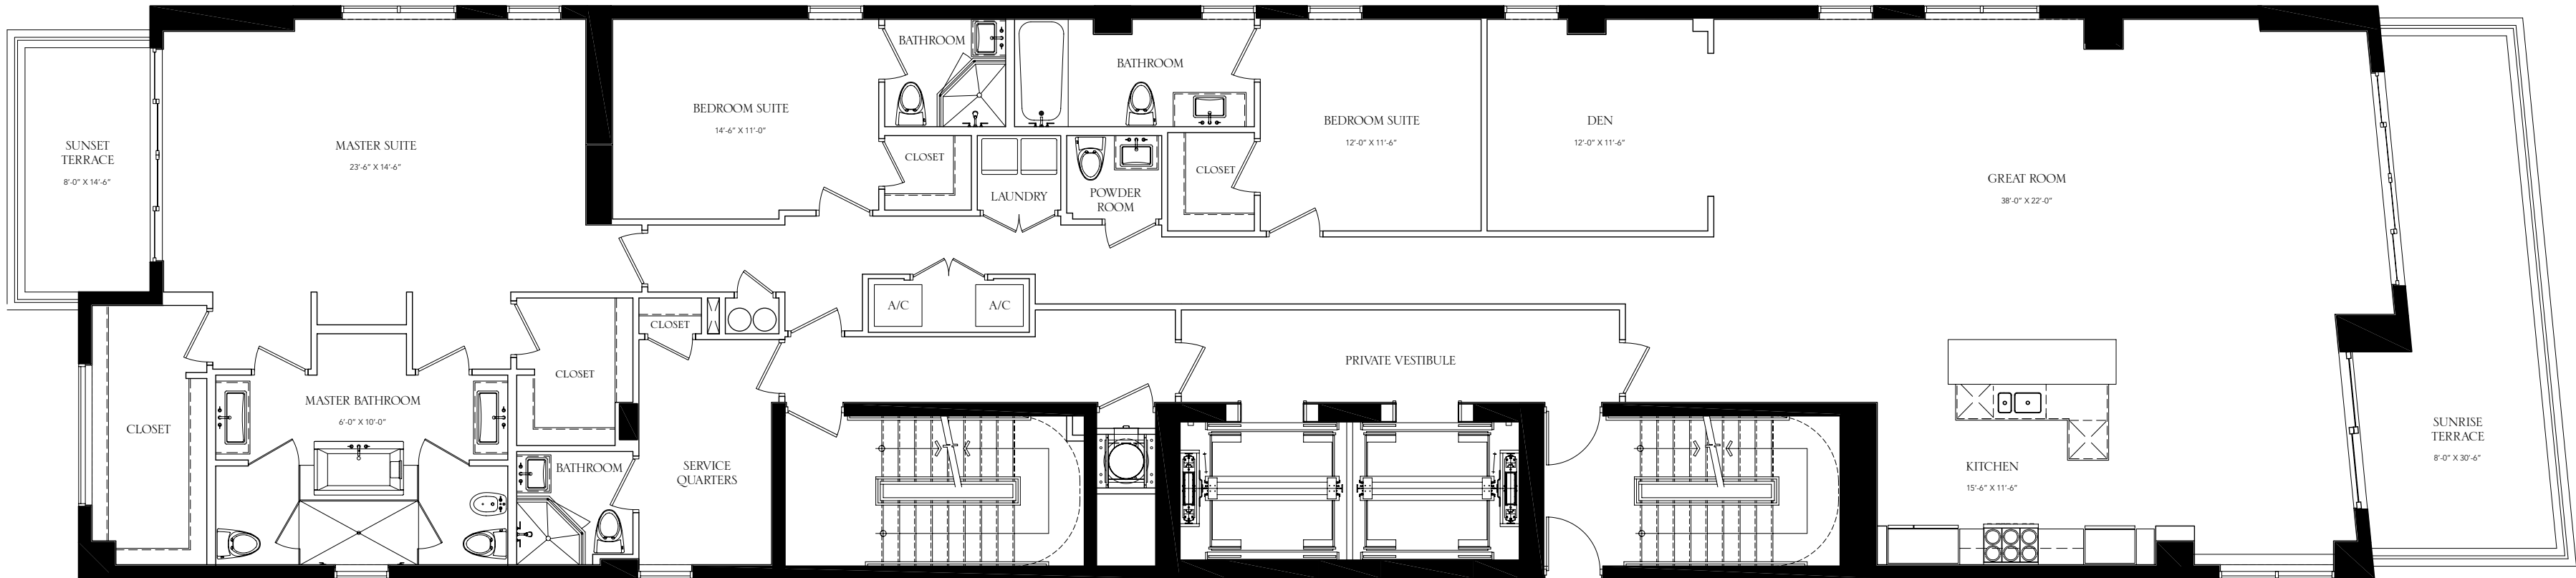 SUNSET
TERRACE
8'-0" X 14'-6"
MASTER SUITE
23'-6" X 14'-6"
BEDROOM SUITE
14'-6" X 11'-0"
BATHROOM
CLOSET
LAUNDRY
BATHROOM
POWDER
ROOM
CLOSET
BEDROOM SUITE
12'-0" X 11'-6"
DEN
12'-0" X 11'-6"
GREAT ROOM
38'-0" X 22'-0"
A/C
A/C
CLOSET
PRIVATE VESTIBULE
CLOSET
MASTER BATHROOM
6'-0" X 10'-0"
CLOSET
BATHROOM
SERVICE
QUARTERS
KITCHEN
15'-6" X 11'-6"
SUNRISE
TERRACE
8'-0" X 30'-6"